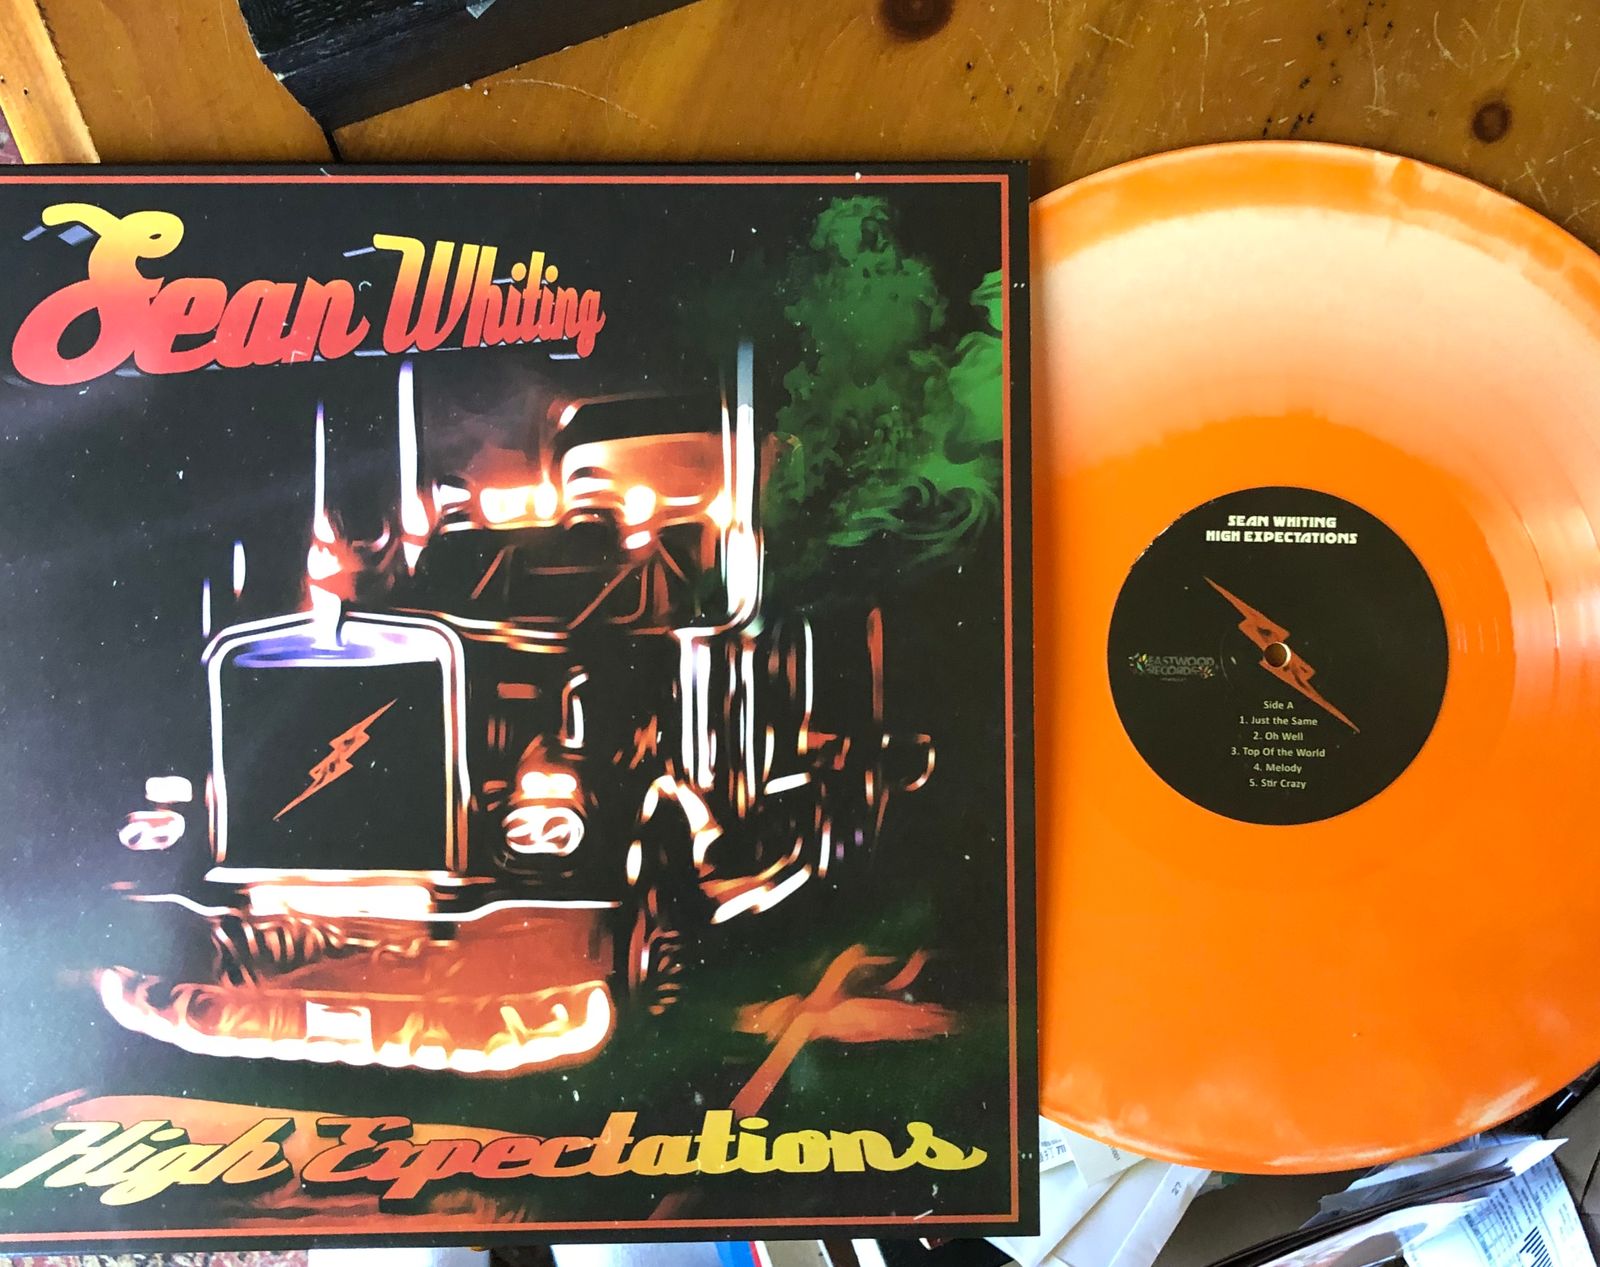 Sean Whiting
High Expectations
SEAN WHITING
HIGH EXPECTATIONS
EASTWOOD
RECORDS
Side A
1. Just the Same
2. Oh Well
3. Top Of the World
4. Melody
5. Stir Crazy